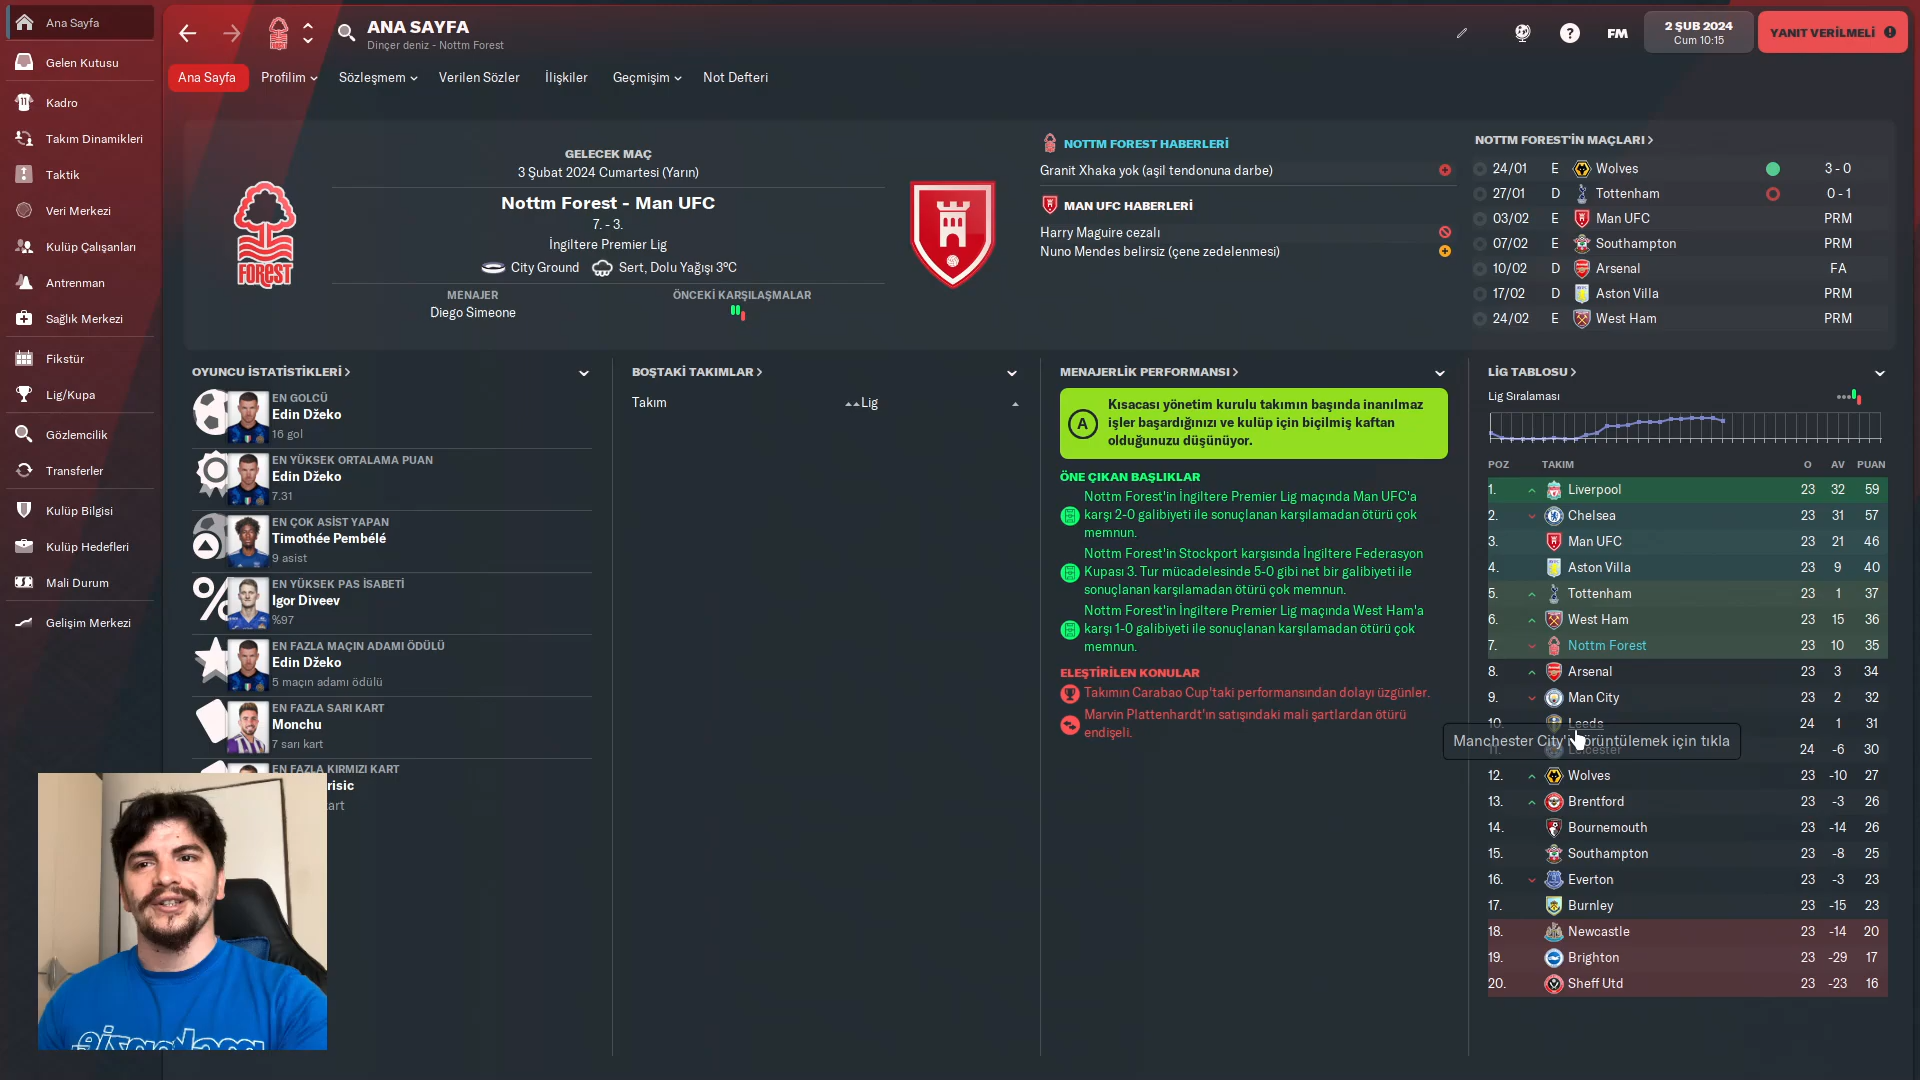 Ana Sayfa
Gelen Kutusu
Kadro
Takım Dinamikleri
Taktik
Veri Merkezi
Kulüp Çalışanları
Antrenman
Sağlık Merkezi
Fikstür
Lig/Kupa
Gözlemcilik
Transferler
Kulüp Bilgisi
Kulüp Hedefleri
Mali Durum
Gelişim Merkezi
ANA SAYFA
Dinçer deniz - Nottm Forest
FM
2 ŞUB 2024
Cum 10:15
YANIT VERİLMELİ
Ana Sayfa Profilim Sözleşmem Verilen Sözler İlişkiler Geçmişim Not Defteri
FOREST
GELECEK MAÇ
3 Şubat 2024 Cumartesi (Yarın)
Nottm Forest - Man UFC
7. - 3.
İngiltere Premier Lig
City Ground Sert, Dolu Yağışı 3°C
MENAJER
Diego Simeone
ÖNCEKİ KARŞILAŞMALAR
NOTTM FOREST HABERLERİ
Granit Xhaka yok (aşil tendonuna darbe)
MAN UFC HABERLERİ
Harry Maguire cezalı
Nuno Mendes belirsiz (çene zedelenmesi)
NOTTM FOREST'İN MAÇLARI
24/01 E Wolves 3 - 0
27/01 D Tottenham 0 - 1
03/02 E Man UFC PRM
07/02 E Southampton PRM
10/02 D Arsenal FA
17/02 D Aston Villa PRM
24/02 E West Ham PRM
OYUNCU İSTATİSTİKLERİ
EN GOLCÜ
Edin Džeko
16 gol
EN YÜKSEK ORTALAMA PUAN
Edin Džeko
7.31
EN ÇOK ASİST YAPAN
Timothée Pembélé
9 asist
EN YÜKSEK PAS İSABETİ
Igor Diveev
%97
EN FAZLA MAÇIN ADAMI ÖDÜLÜ
Edin Džeko
5 maçın adamı ödülü
EN FAZLA SARI KART
Monchu
7 sarı kart
EN FAZLA KIRMIZI KART
risic
art
BOŞTAKİ TAKIMLAR
Takım Lig
MENAJERLİK PERFORMANSI
A
Kısacası yönetim kurulu takımın başında inanılmaz
işler başardığınızı ve kulüp için biçilmiş kaftan
olduğunuzu düşünüyor.
ÖNE ÇIKAN BAŞLIKLAR
Nottm Forest'in İngiltere Premier Lig maçında Man UFC'a
karşı 2-0 galibiyeti ile sonuçlanan karşılamadan ötürü çok
memnun.
Nottm Forest'in Stockport karşısında İngiltere Federasyon
Kupası 3. Tur mücadelesinde 5-0 gibi net bir galibiyeti ile
sonuçlanan karşılamadan ötürü çok memnun.
Nottm Forest'in İngiltere Premier Lig maçında West Ham'a
karşı 1-0 galibiyeti ile sonuçlanan karşılamadan ötürü çok
memnun.
ELEŞTİRİLEN KONULAR
Takımın Carabao Cup'taki performansından dolayı üzgünler.
Marvin Plattenhardt'ın satışındaki mali şartlardan ötürü
endişeli.
LİG TABLOSU
Lig Sıralaması
POZ TAKIM O AV PUAN
1. Liverpool 23 32 59
2. Chelsea 23 31 57
3. Man UFC 23 21 46
4. Aston Villa 23 9 40
5. Tottenham 23 1 37
6. West Ham 23 15 36
7. Nottm Forest 23 10 35
8. Arsenal 23 3 34
9. Man City 23 2 32
10. Leeds 24 1 31
Manchester City'i görüntülemek için tıkla
11. Leicester 24 -6 30
12. Wolves 23 -10 27
13. Brentford 23 -3 26
14. Bournemouth 23 -14 26
15. Southampton 23 -8 25
16. Everton 23 -3 23
17. Burnley 23 -15 23
18. Newcastle 23 -14 20
19. Brighton 23 -29 17
20. Sheff Utd 23 -23 16